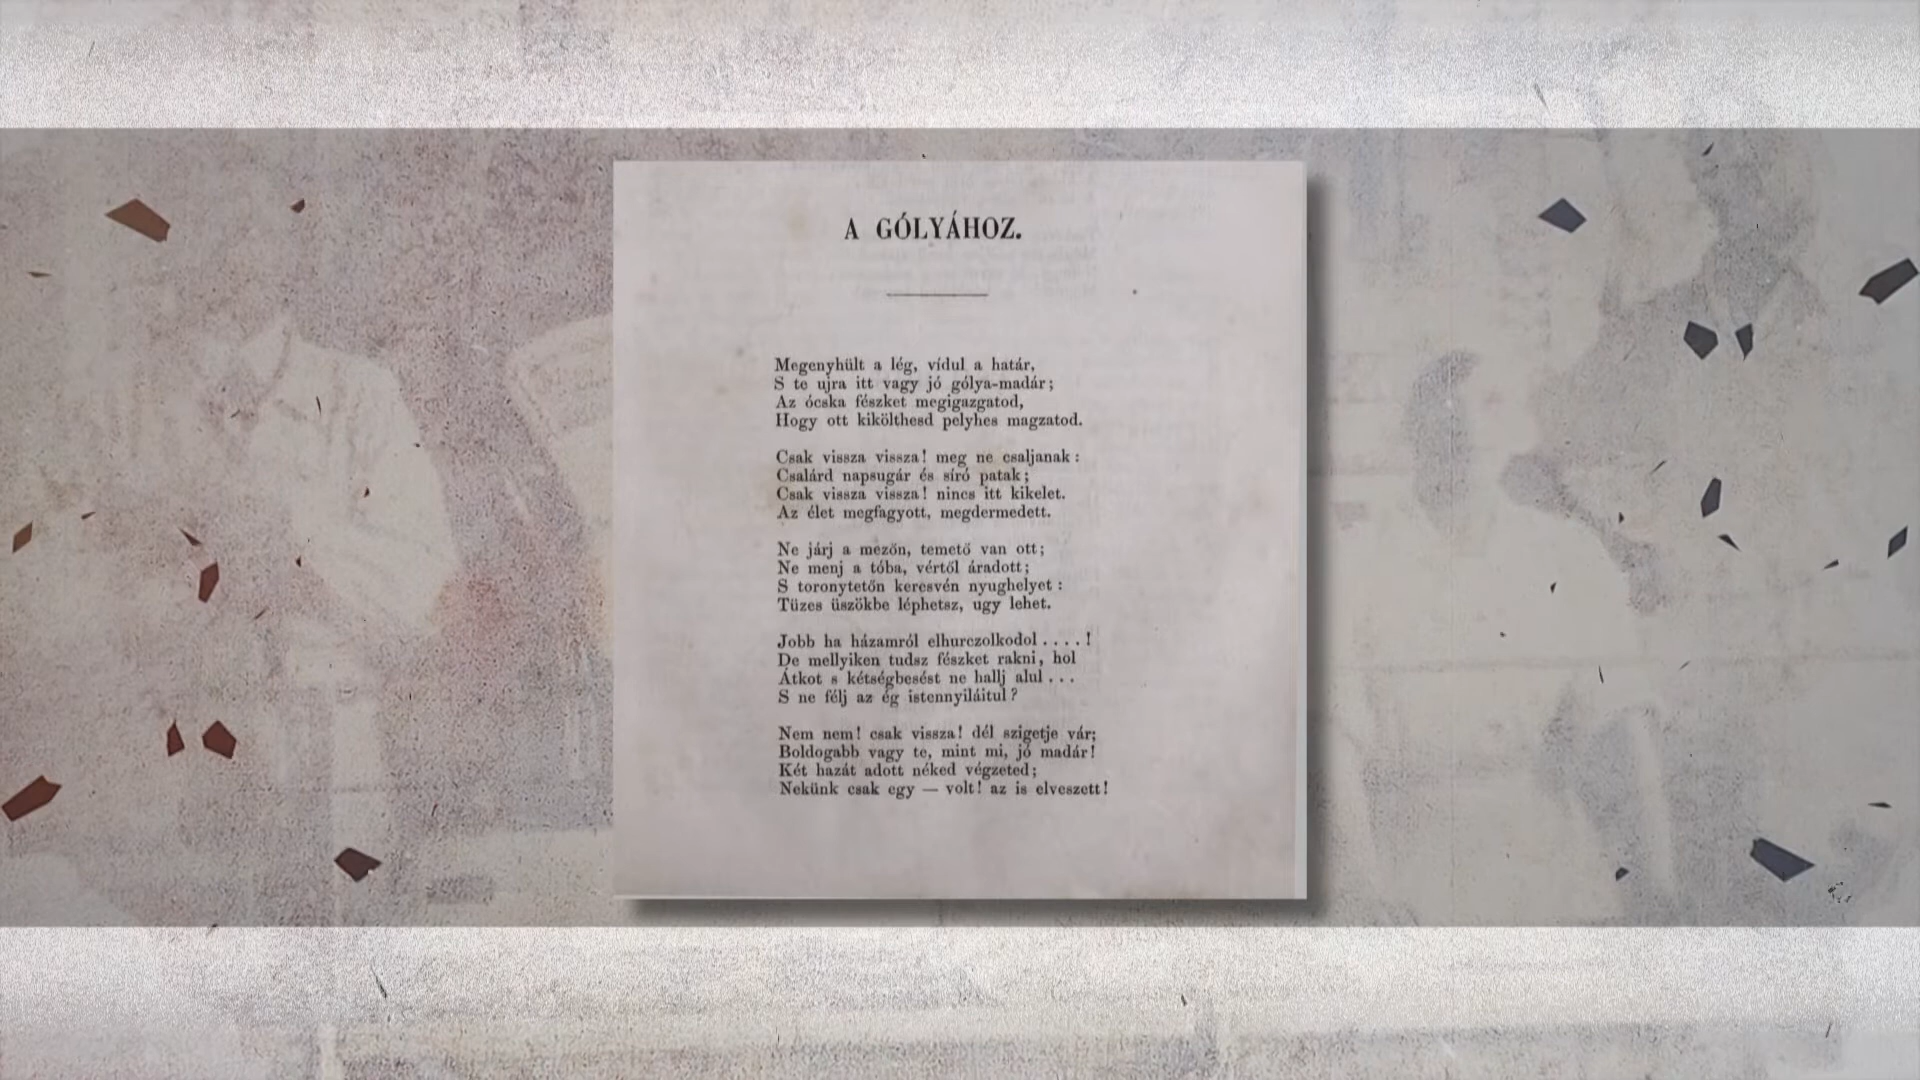 A GÓLYÁHOZ.
Megenyhült a lég, vídul a határ,
S te ujra itt vagy jó gólya-madár;
Az ócska fészket megigazgatod,
Hogy ott kikölthesd pelyhes magzatod.
Csak vissza vissza! meg ne csaljanak:
Csalárd napsugár és síró patak;
Csak vissza vissza! nincs itt kikelet.
Az élet megfagyott, megdermedett.
Ne járj a mezőn, temető van ott;
Ne menj a tóba, vértől áradott;
S toronytetőn keresvén nyughelyet:
Tüzes üszökbe léphetsz, ugy lehet.
Jobb ha házamról elhurczolkodol ....!
De mellyiken tudsz fészket rakni, hol
Átkot s kétségbesést ne hallj alul ...
S ne félj az ég istennyiláitul?
Nem nem! csak vissza! dél szigetje vár;
Boldogabb vagy te, mint mi, jó madár!
Két hazát adott néked végzeted;
Nekünk csak egy — volt! az is elveszett!